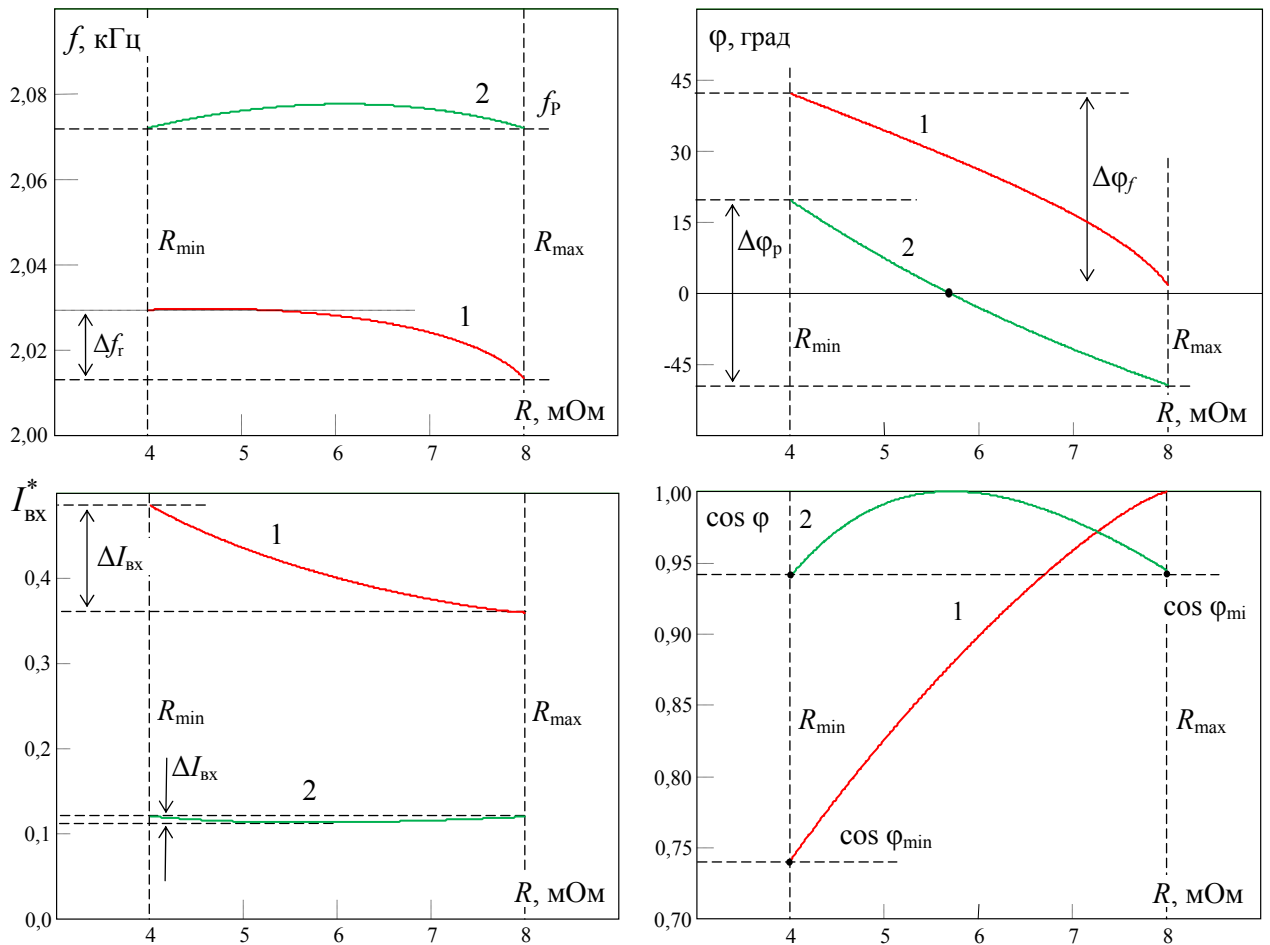 f, кГц
2,08
2
fР
2,06
Rmin
Rmax
2,04
1
Δfr
2,02
R, мОм
2,00
4 5 6 7 8
φ, град
45
1
30
Δφf
15
Δφp
2
0
Rmin
Rmax
-45
R, мОм
4 5 6 7 8
I*вх
1
ΔIвх
0,4
0,3
Rmin
Rmax
0,2
ΔIвх
2
0,1
R, мОм
0,0
4 5 6 7 8
1,00
cos φ
2
0,95
cos φmi
1
0,90
0,85
Rmin
Rmax
0,80
0,75
cos φmin
R, мОм
0,70
4 5 6 7 8